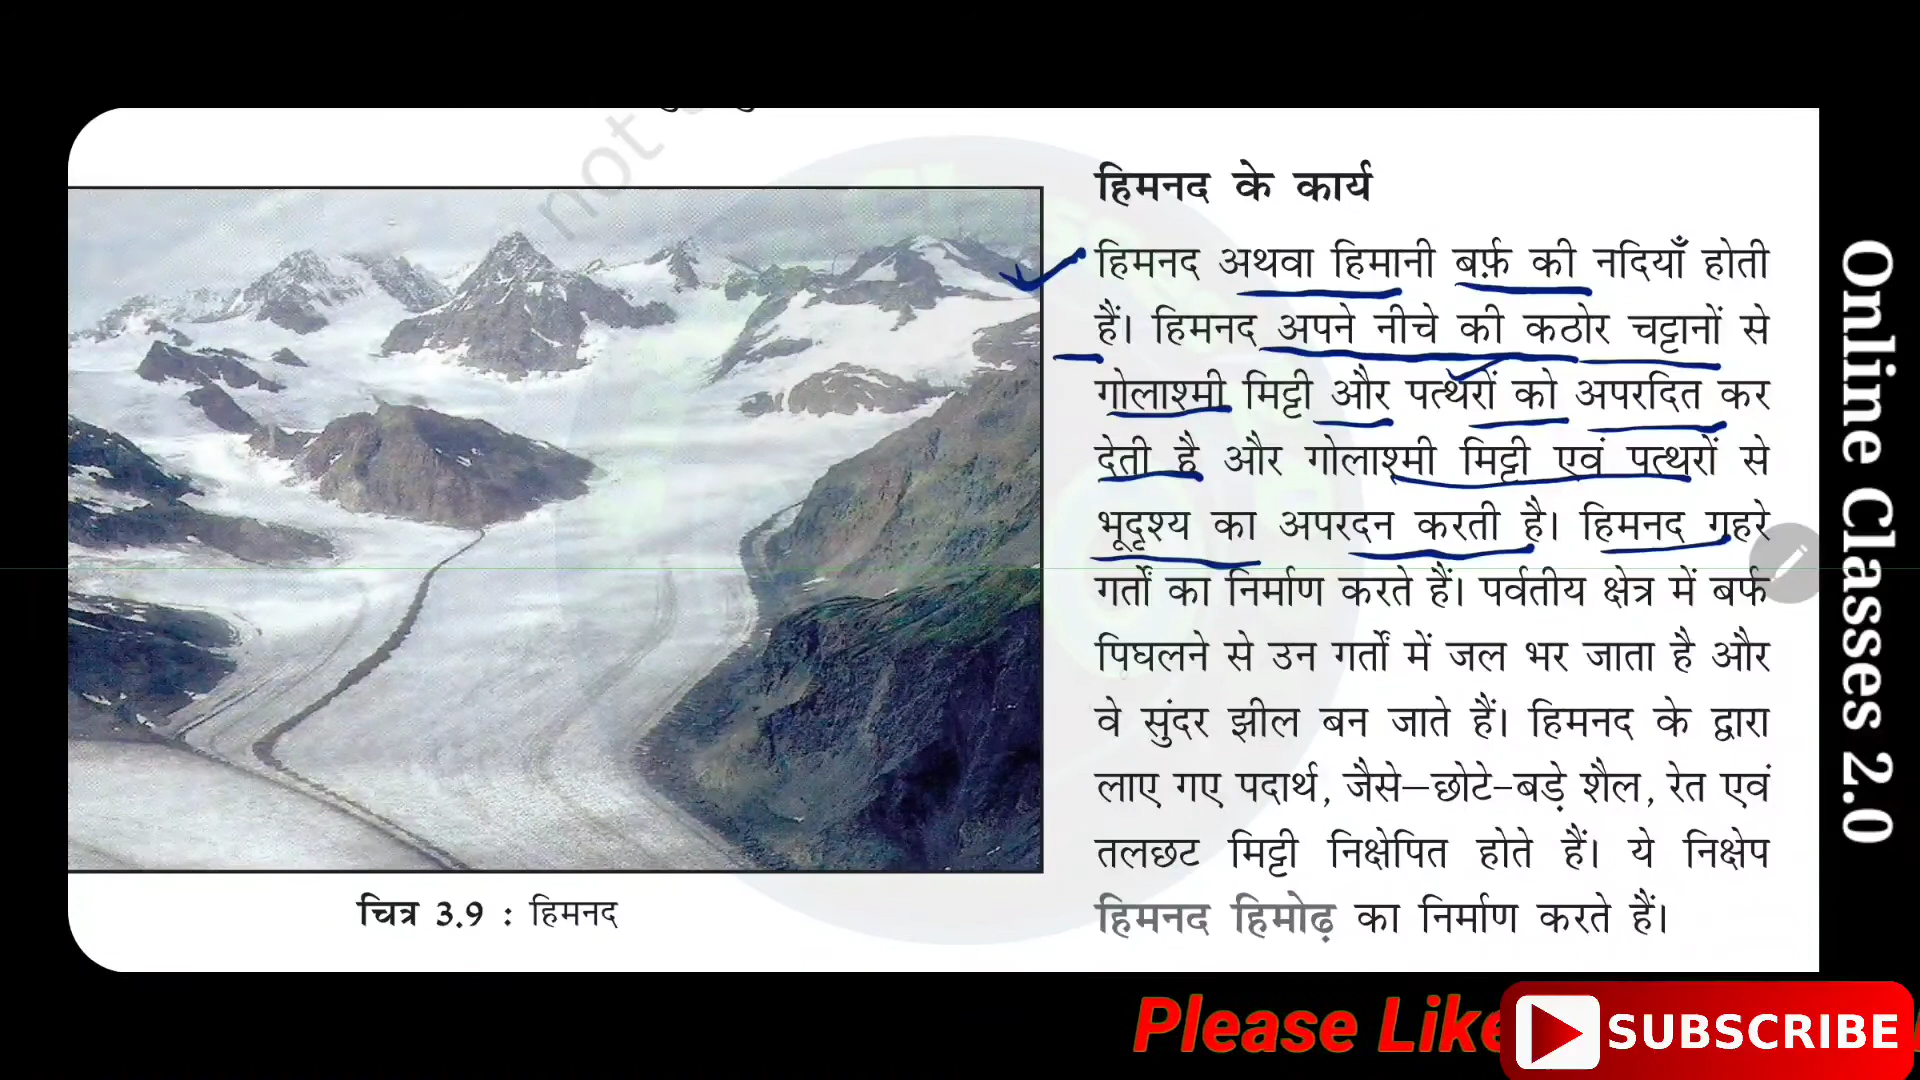 not
हिमनद के कार्य
हिमनद अथवा हिमानी बर्फ़ की नदियाँ होती
हैं। हिमनद अपने नीचे की कठोर चट्टानों से
गोलाश्मी मिट्टी और पत्थरों को अपरदित कर
देती है और गोलाश्मी मिट्टी एवं पत्थरों से
भूदृश्य का अपरदन करती है। हिमनद गहरे
गर्तों का निर्माण करते हैं। पर्वतीय क्षेत्र में बर्फ
पिघलने से उन गर्तों में जल भर जाता है और
वे सुंदर झील बन जाते हैं। हिमनद के द्वारा
लाए गए पदार्थ, जैसे–छोटे-बड़े शैल, रेत एवं
तलछट मिट्टी निक्षेपित होते हैं। ये निक्षेप
हिमनद हिमोढ़ का निर्माण करते हैं।
चित्र 3.9 : हिमनद
Online Classes 2.0
Please Like
SUBSCRIBE